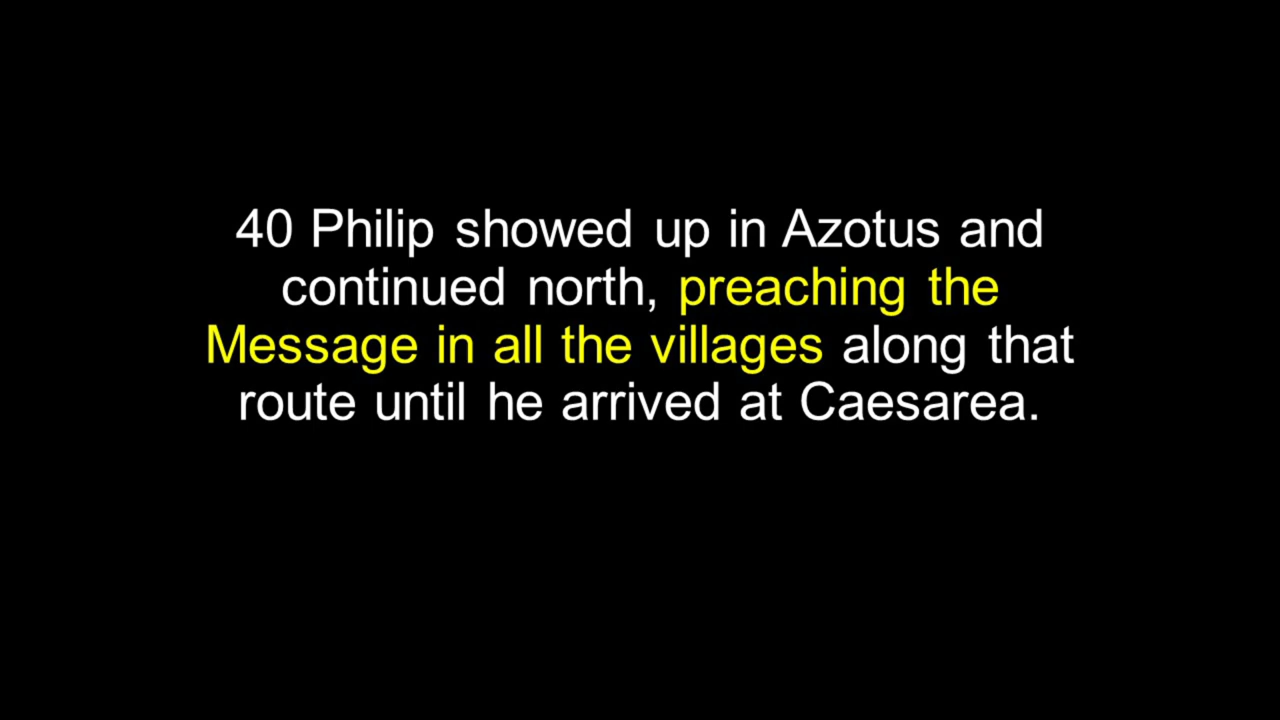 40 Philip showed up in Azotus and
continued north, preaching the
Message in all the villages along that
route until he arrived at Caesarea.